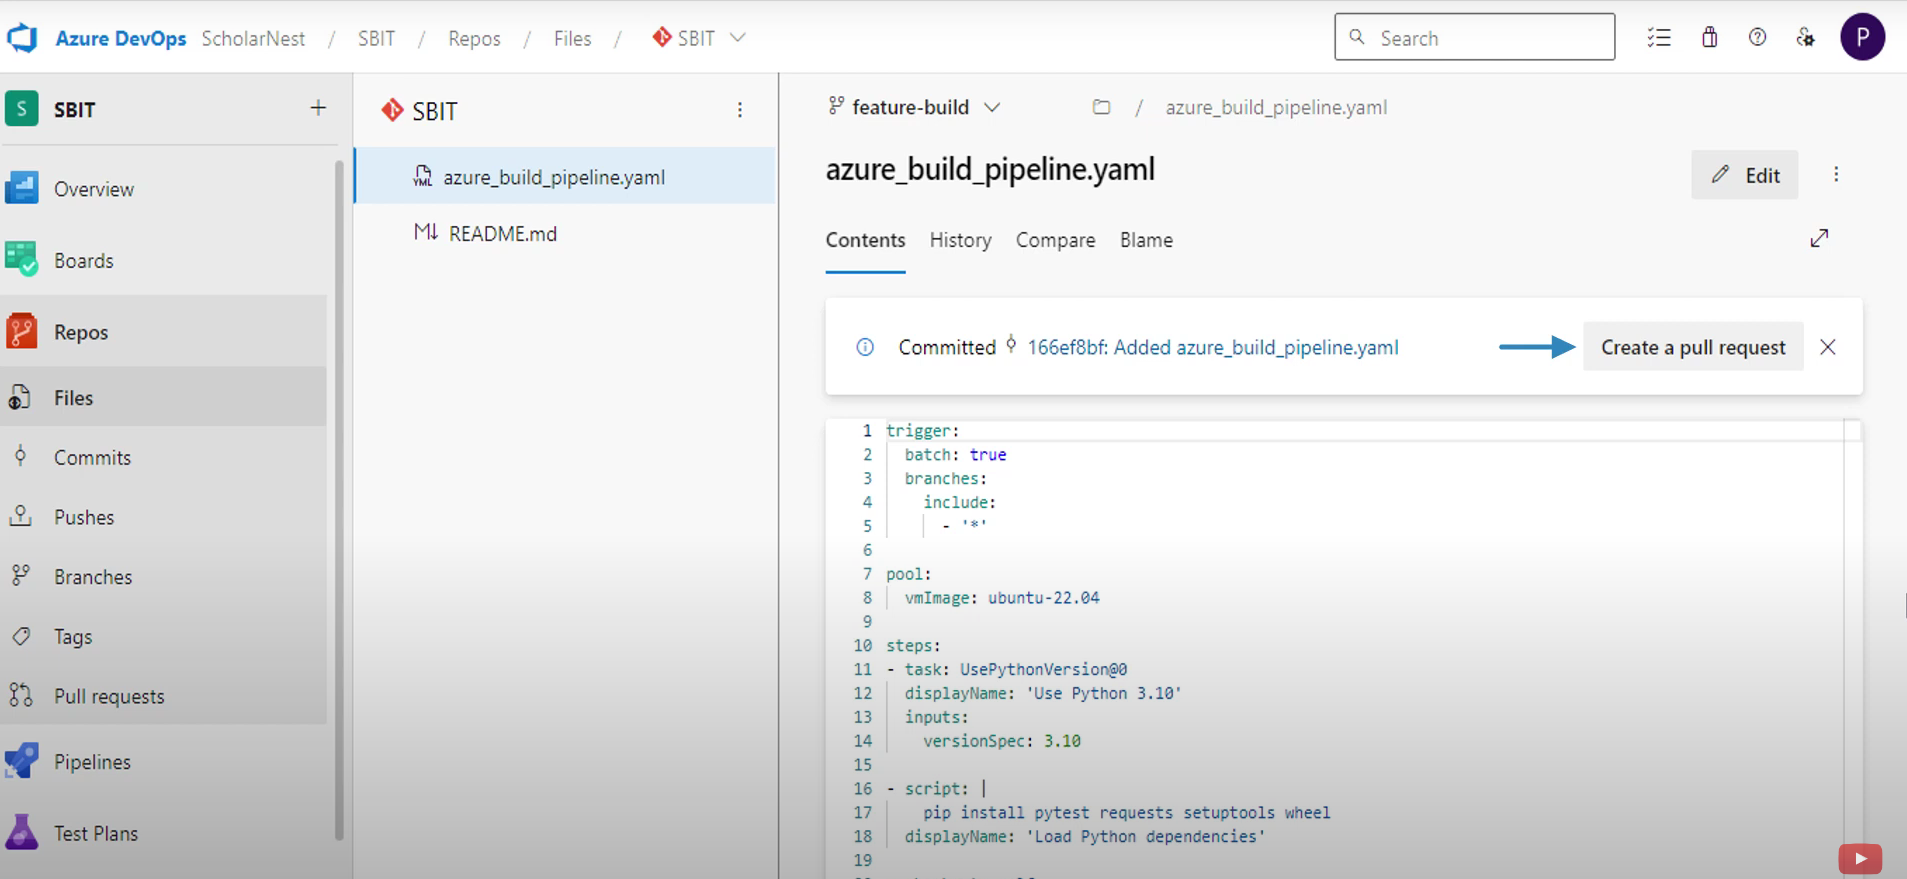 Azure DevOps ScholarNest / SBIT / Repos / Files / SBIT
Search
P
S SBIT +
Overview
Boards
Repos
Files
Commits
Pushes
Branches
Tags
Pull requests
Pipelines
Test Plans
SBIT
YML azure_build_pipeline.yaml
M↓ README.md
feature-build / azure_build_pipeline.yaml
azure_build_pipeline.yaml
Edit
Contents History Compare Blame
Committed 166ef8bf: Added azure_build_pipeline.yaml
Create a pull request
1 trigger:
2 batch: true
3 branches:
4 include:
5 - '*'
6
7 pool:
8 vmImage: ubuntu-22.04
9
10 steps:
11 - task: UsePythonVersion@0
12 displayName: 'Use Python 3.10'
13 inputs:
14 versionSpec: 3.10
15
16 - script: |
17 pip install pytest requests setuptools wheel
18 displayName: 'Load Python dependencies'
19